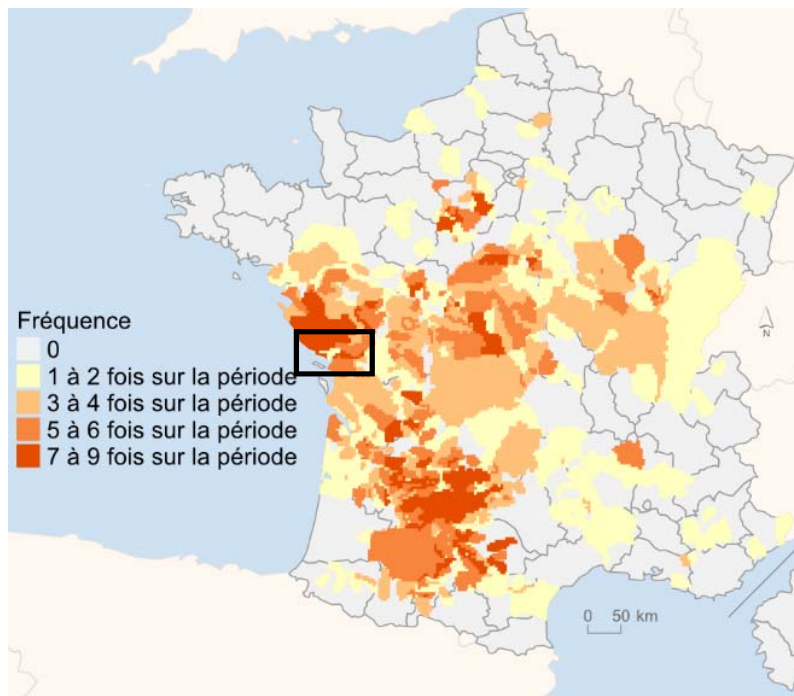 Fréquence
0
1 à 2 fois sur la période
3 à 4 fois sur la période
5 à 6 fois sur la période
7 à 9 fois sur la période
N
0 50 km